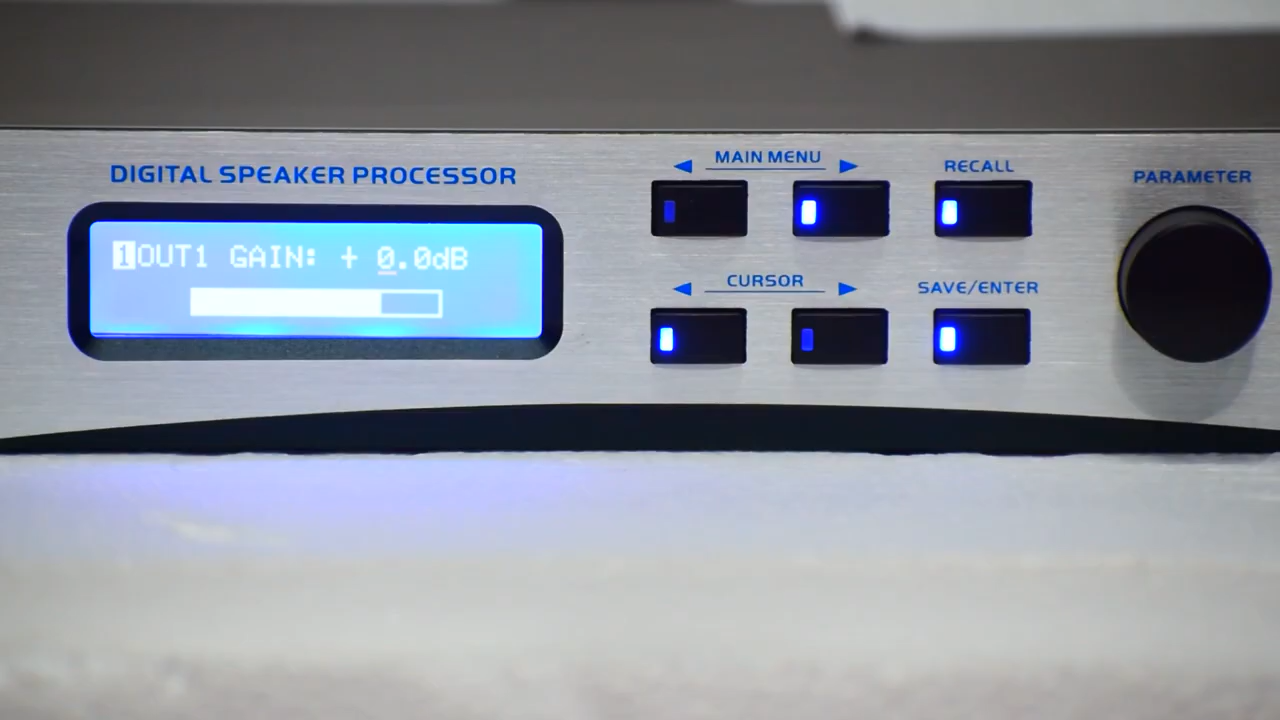 DIGITAL SPEAKER PROCESSOR
1OUT1 GAIN: + 0.0dB
◀ MAIN MENU ▶
RECALL
PARAMETER
◀ CURSOR ▶
SAVE/ENTER